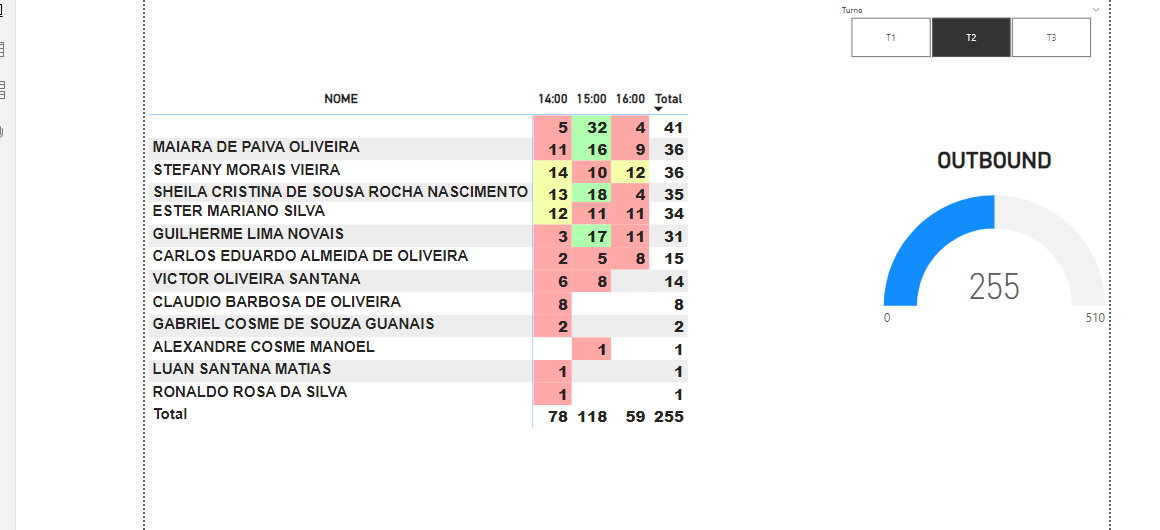 Turno
T1 T2 T3
NOME 14:00 15:00 16:00 Total
5 32 4 41
MAIARA DE PAIVA OLIVEIRA 11 16 9 36
STEFANY MORAIS VIEIRA 14 10 12 36
SHEILA CRISTINA DE SOUSA ROCHA NASCIMENTO 13 18 4 35
ESTER MARIANO SILVA 12 11 11 34
GUILHERME LIMA NOVAIS 3 17 11 31
CARLOS EDUARDO ALMEIDA DE OLIVEIRA 2 5 8 15
VICTOR OLIVEIRA SANTANA 6 8 14
CLAUDIO BARBOSA DE OLIVEIRA 8 8
GABRIEL COSME DE SOUZA GUANAIS 2 2
ALEXANDRE COSME MANOEL 1 1
LUAN SANTANA MATIAS 1 1
RONALDO ROSA DA SILVA 1 1
Total 78 118 59 255
OUTBOUND
255
0 510